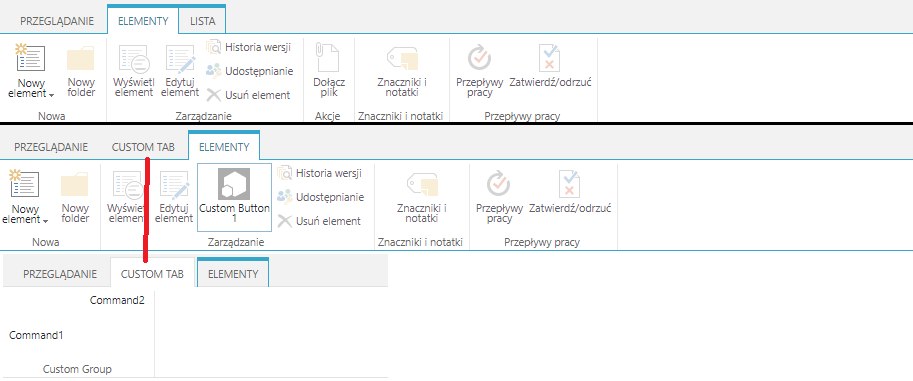 PRZEGLĄDANIE ELEMENTY LISTA
Nowy element
Nowy folder
Wyświetl element
Edytuj element
Historia wersji
Udostępnianie
Usuń element
Dołącz plik
Znaczniki i notatki
Przepływy pracy
Zatwierdź/odrzuć
Nowa Zarządzanie Akcje Znaczniki i notatki Przepływy pracy
PRZEGLĄDANIE CUSTOM TAB ELEMENTY
Nowy element
Nowy folder
Wyświetl element
Edytuj element
Custom Button 1
Historia wersji
Udostępnianie
Usuń element
Znaczniki i notatki
Przepływy pracy
Zatwierdź/odrzuć
Nowa Zarządzanie Znaczniki i notatki Przepływy pracy
PRZEGLĄDANIE CUSTOM TAB ELEMENTY
Command2
Command1
Custom Group